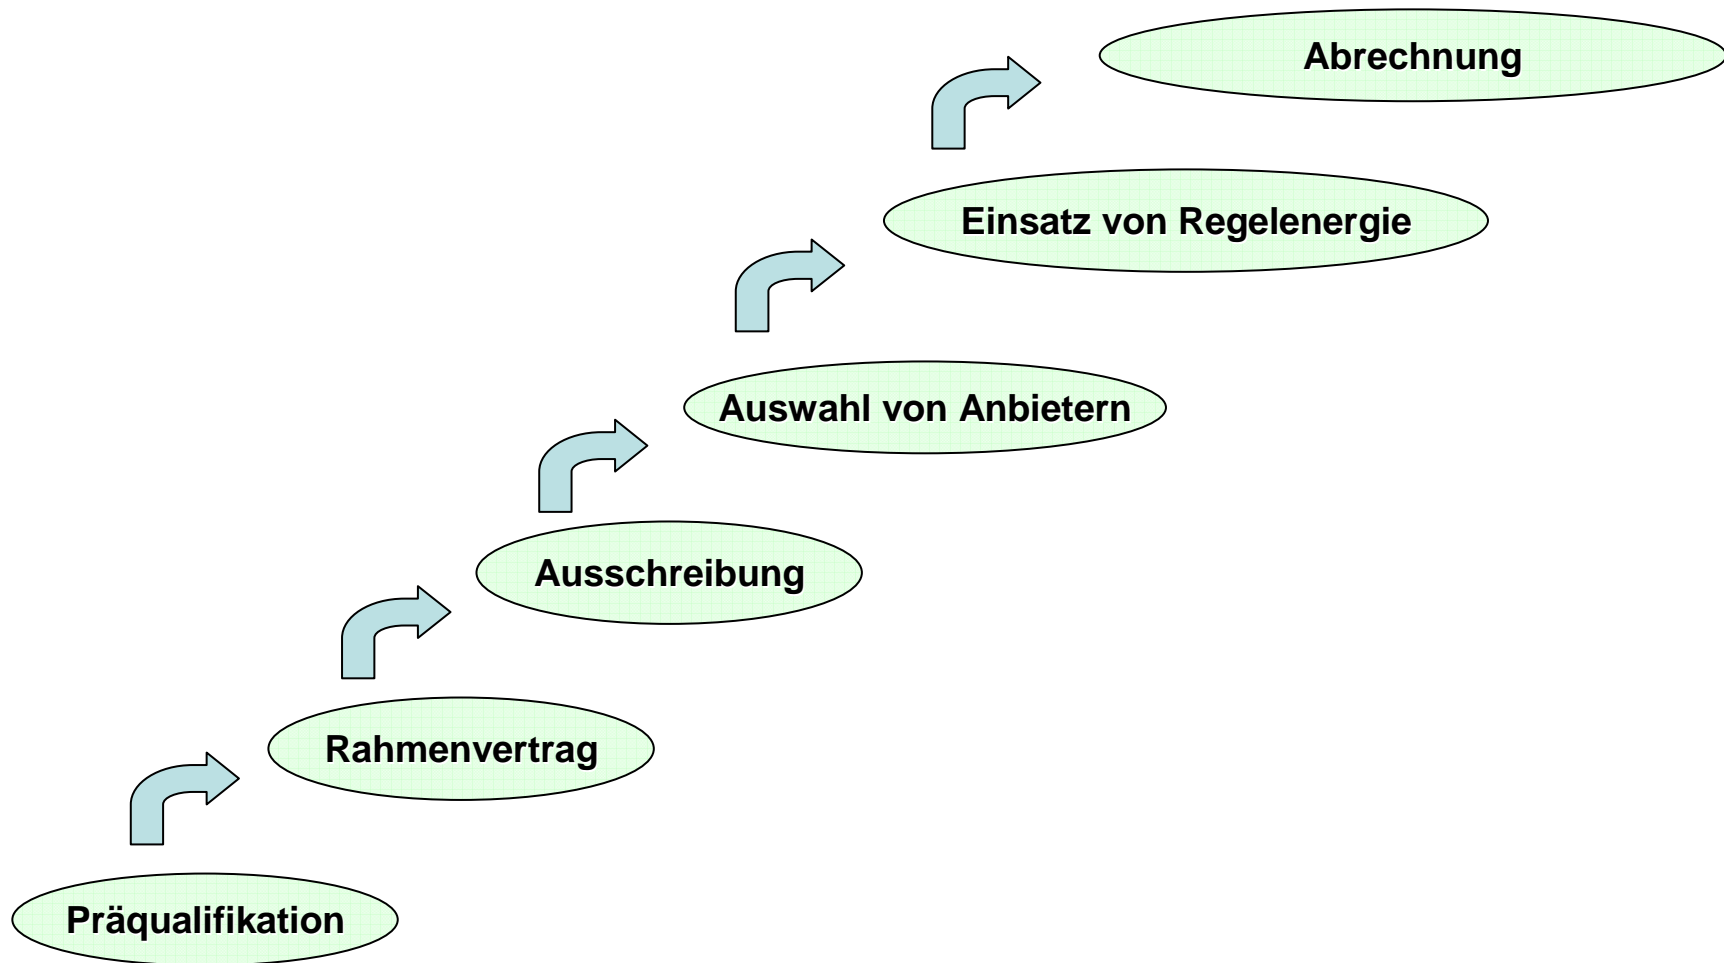 Abrechnung
Einsatz von Regelenergie
Auswahl von Anbietern
Ausschreibung
Rahmenvertrag
Präqualifikation